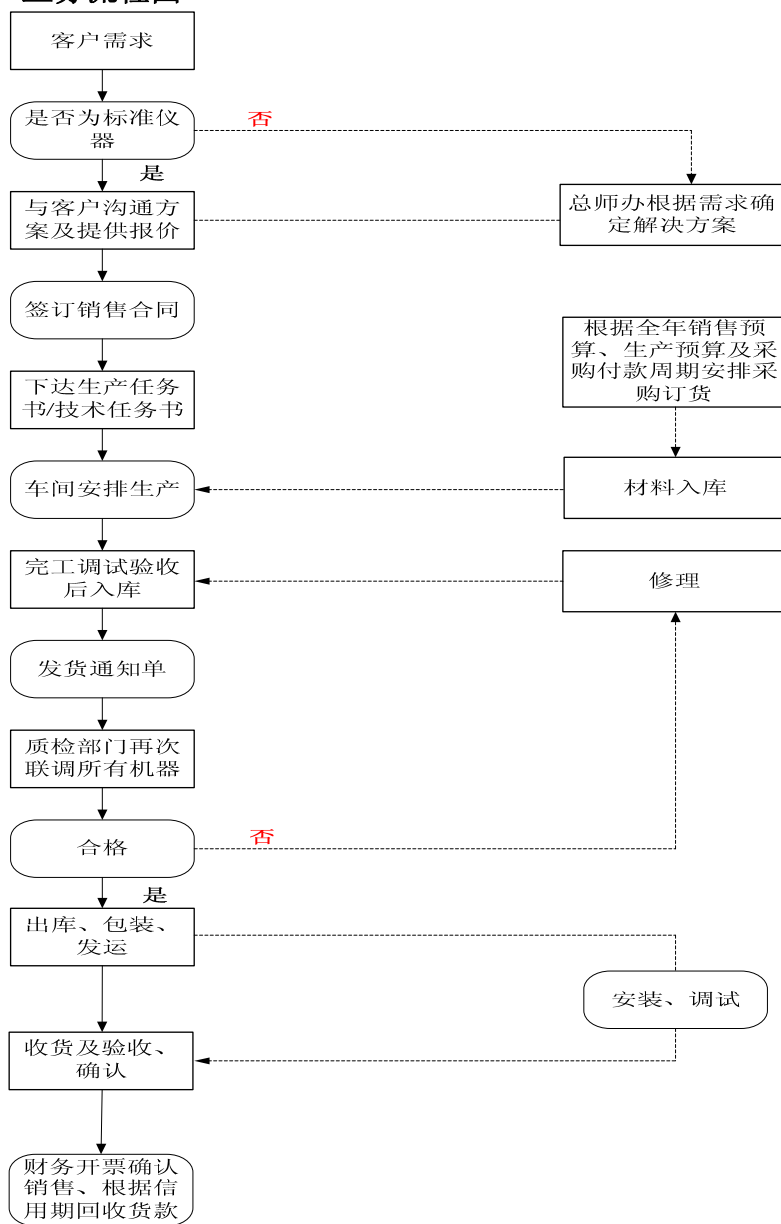 客户需求
是否为标准仪
器
否
是
与客户沟通方
案及提供报价
总师办根据需求确
定解决方案
签订销售合同
根据全年销售预
算、生产预算及采
购付款周期安排采
购订货
下达生产任务
书/技术任务书
车间安排生产
材料入库
完工调试验收
后入库
修理
发货通知单
质检部门再次
联调所有机器
合格
否
是
出库、包装、
发运
安装、调试
收货及验收、
确认
财务开票确认
销售、根据信
用期回收货款